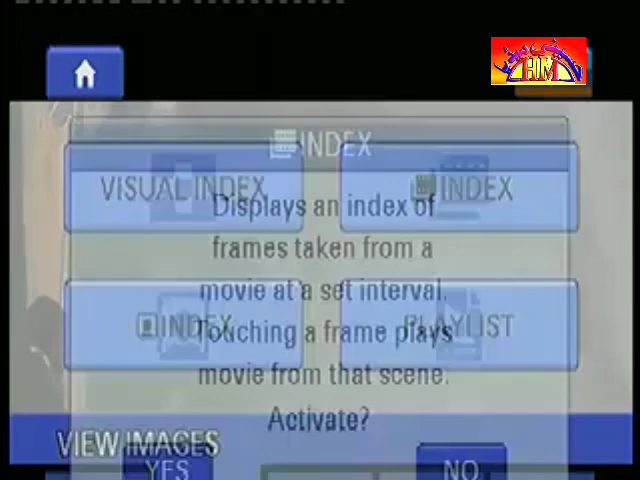 HIM
INDEX
VISUAL INDEX
INDEX
Displays an index of
frames taken from a
movie at a set interval.
Touching a frame plays
movie from that scene.
Activate?
INDEX
PLAYLIST
VIEW IMAGES
YES
NO